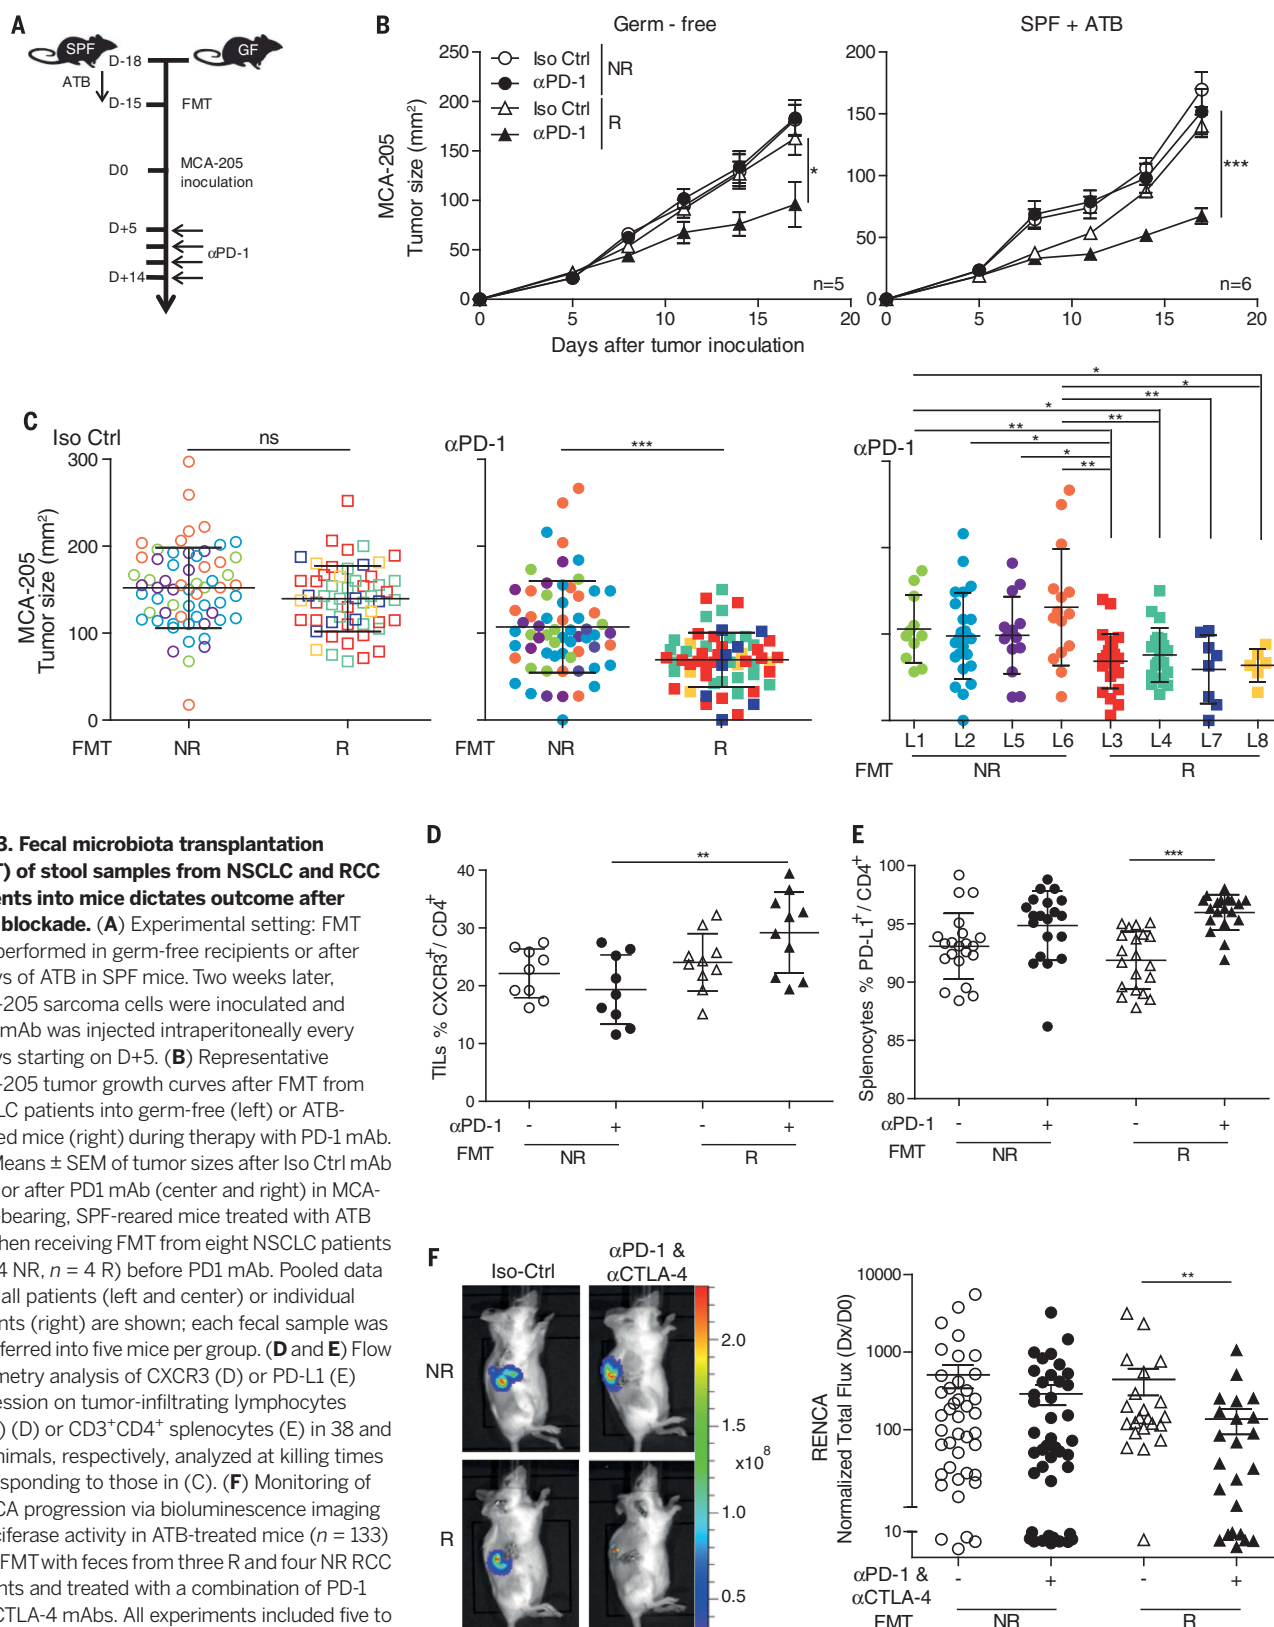 A
SPF
GF
D-18
ATB
D-15
FMT
D0
MCA-205
inoculation
D+5
αPD-1
D+14
B
Germ - free
SPF + ATB
MCA-205
Tumor size (mm²)
250
200
150
100
50
0
Iso Ctrl
αPD-1
NR
Iso Ctrl
αPD-1
R
*
n=5
0
5
10
15
20
200
150
100
50
0
***
n=6
0
5
10
15
20
Days after tumor inoculation
C
Iso Ctrl
ns
MCA-205
Tumor size (mm²)
300
200
100
0
FMT
NR
R
αPD-1
***
FMT
NR
R
αPD-1
*
*
**
*
**
**
*
*
**
L1
L2
L5
L6
L3
L4
L7
L8
FMT
NR
R
3. Fecal microbiota transplantation
T) of stool samples from NSCLC and RCC
ents into mice dictates outcome after
blockade. (A) Experimental setting: FMT
performed in germ-free recipients or after
ys of ATB in SPF mice. Two weeks later,
-205 sarcoma cells were inoculated and
mAb was injected intraperitoneally every
ys starting on D+5. (B) Representative
-205 tumor growth curves after FMT from
LC patients into germ-free (left) or ATB-
ed mice (right) during therapy with PD-1 mAb.
Means ± SEM of tumor sizes after Iso Ctrl mAb
or after PD1 mAb (center and right) in MCA-
-bearing, SPF-reared mice treated with ATB
hen receiving FMT from eight NSCLC patients
4 NR, n = 4 R) before PD1 mAb. Pooled data
all patients (left and center) or individual
nts (right) are shown; each fecal sample was
ferred into five mice per group. (D and E) Flow
metry analysis of CXCR3 (D) or PD-L1 (E)
ession on tumor-infiltrating lymphocytes
) (D) or CD3⁺CD4⁺ splenocytes (E) in 38 and
nimals, respectively, analyzed at killing times
sponding to those in (C). (F) Monitoring of
CA progression via bioluminescence imaging
ciferase activity in ATB-treated mice (n = 133)
FMT with feces from three R and four NR RCC
nts and treated with a combination of PD-1
CTLA-4 mAbs. All experiments included five to
D
TILs % CXCR3⁺/ CD4⁺
40
30
20
10
0
**
αPD-1
-
+
-
+
FMT
NR
R
E
Splenocytes % PD-L1⁺/ CD4⁺
100
95
90
85
80
***
αPD-1
-
+
-
+
FMT
NR
R
F
Iso-Ctrl
αPD-1 &
αCTLA-4
NR
R
2.0
1.5
x10⁸
1.0
0.5
RENCA
Normalized Total Flux (Dx/D0)
10000
1000
100
10
**
αPD-1 &
αCTLA-4
-
+
-
+
FMT
NR
R